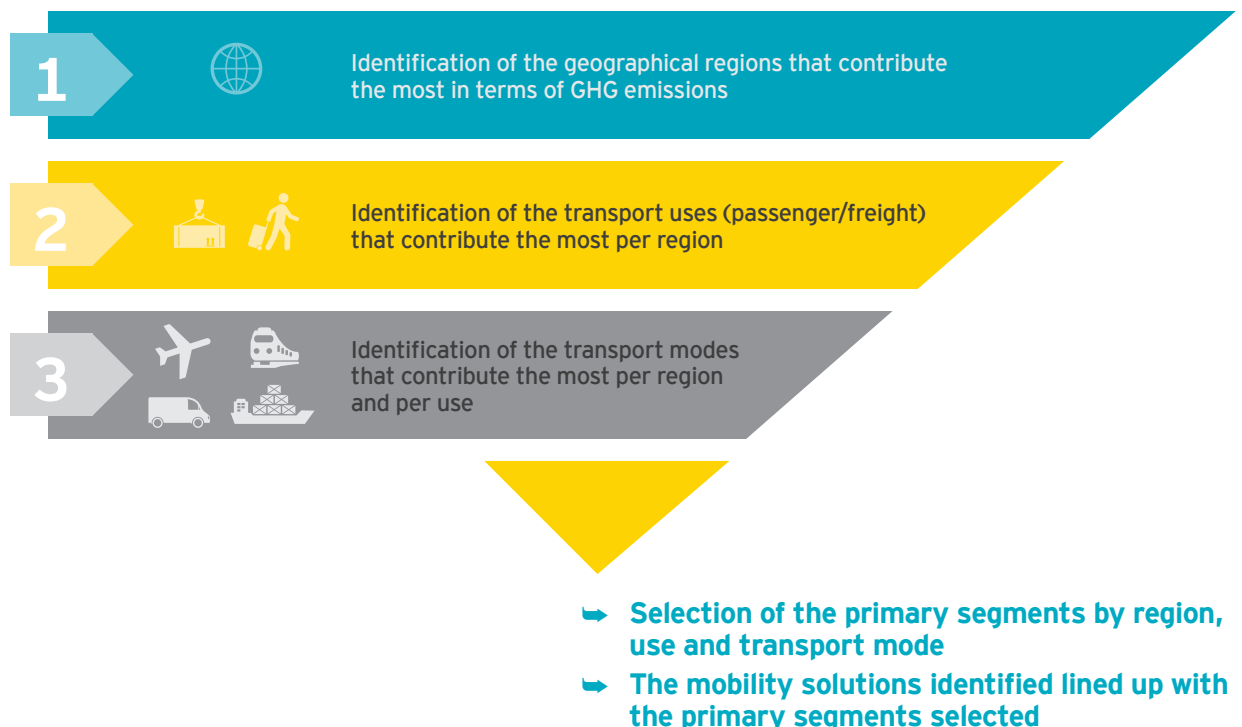 1
Identification of the geographical regions that contribute
the most in terms of GHG emissions
2
Identification of the transport uses (passenger/freight)
that contribute the most per region
3
Identification of the transport modes
that contribute the most per region
and per use
➥ Selection of the primary segments by region,
use and transport mode
➥ The mobility solutions identified lined up with
the primary segments selected